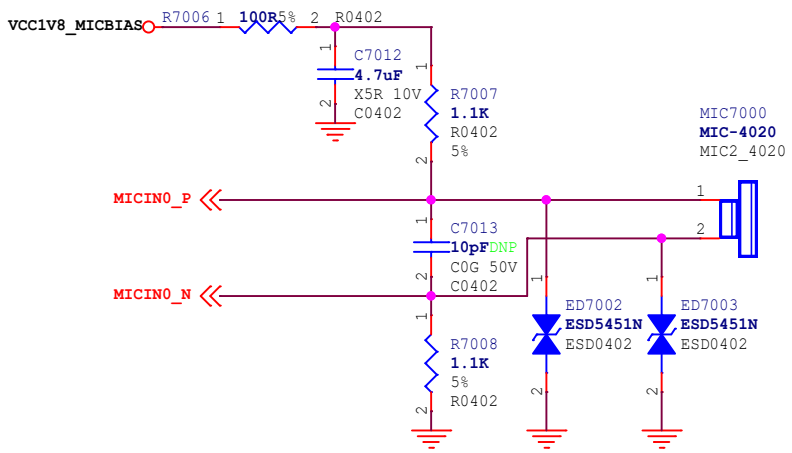 VCC1V8_MICBIAS R7006 1 100R5% 2 R0402
1 C7012
4.7uF
X5R 10V
2 C0402
1 R7007
1.1K
R0402
2 5%
MIC7000
MIC-4020
MIC2_4020
MICIN0_P 1
1 C7013
10pFDNP
C0G 50V
2 C0402
2
MICIN0_N
1 R7008
1.1K
5%
2 R0402
1 ED7002
ESD5451N
ESD0402
2
1 ED7003
ESD5451N
ESD0402
2